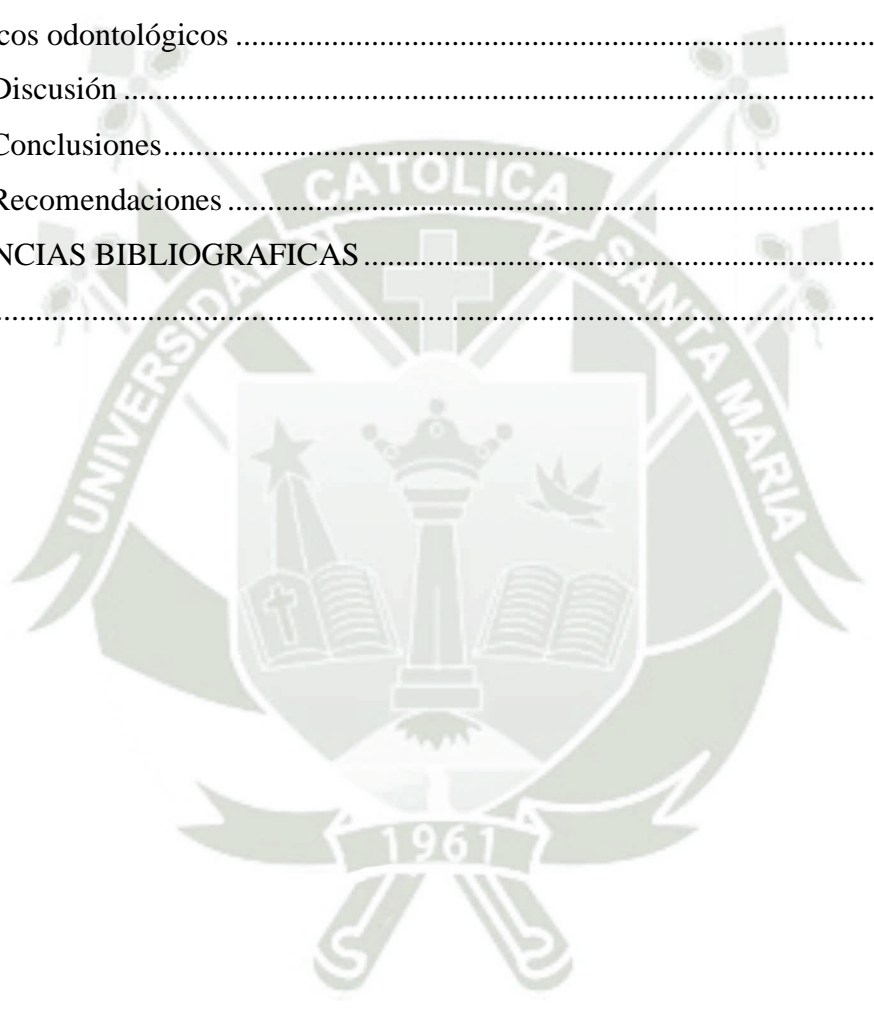 cos odontológicos ...............................................................................................
Discusión ...............................................................................................................
Conclusiones.........................................................................................................
Recomendaciones ................................................................................................
NCIAS BIBLIOGRAFICAS .............................................................................
........................................................................................................................................
UNIVERSIDAD CATOLICA SANTA MARIA
1961